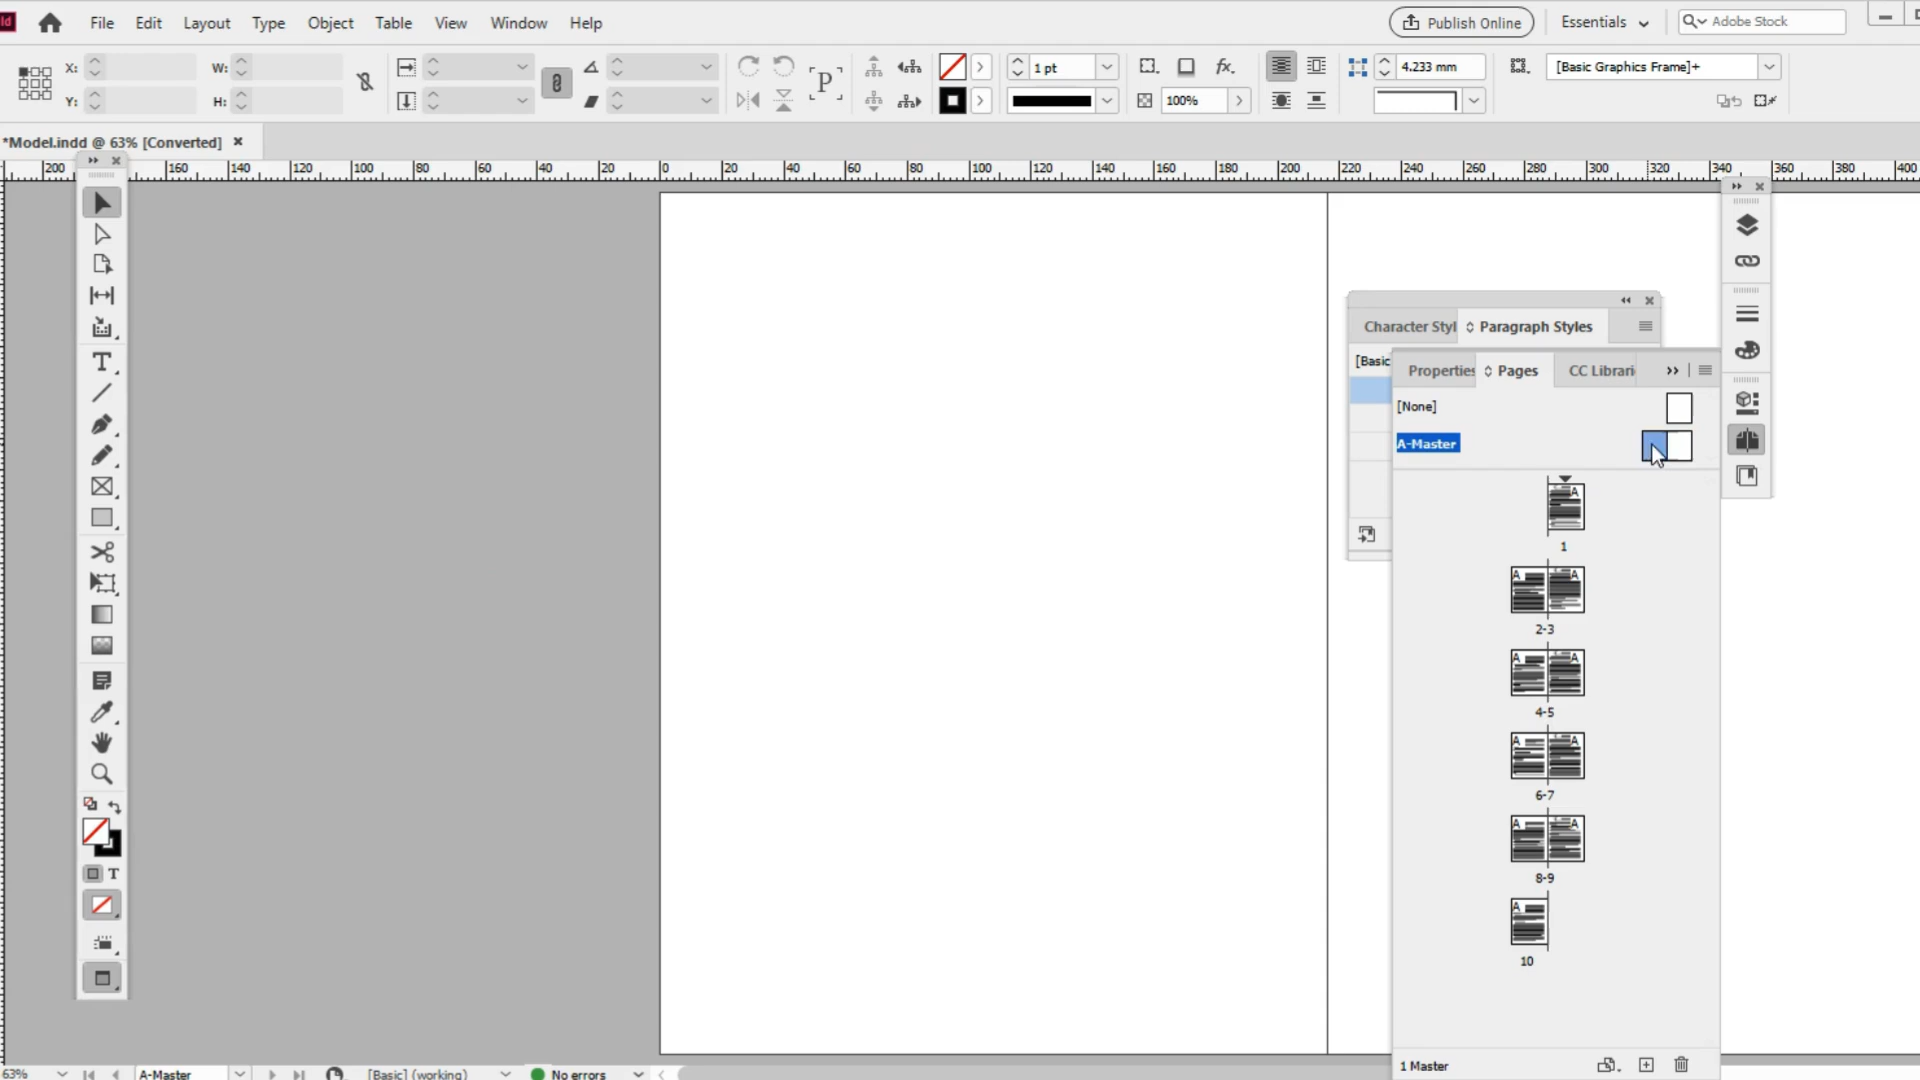 Id File Edit Layout Type Object Table View Window Help Publish Online Essentials Adobe Stock
X: W: 1 pt fx. 4.233 mm [Basic Graphics Frame]+
Y: H: P 100%
*Model.indd @ 63% [Converted]
200 160 140 120 100 80 60 40 20 0 20 40 60 80 100 120 140 160 180 200 220 240 260 280 300 320 340 360 380 400
Character Styl Paragraph Styles
[Basic
Properties Pages CC Librari
[None]
A-Master
T
A
1
A A
2-3
A A
4-5
A A
6-7
A A
8-9
A
10
T
1 Master
63% A-Master [Basic] (working) No errors